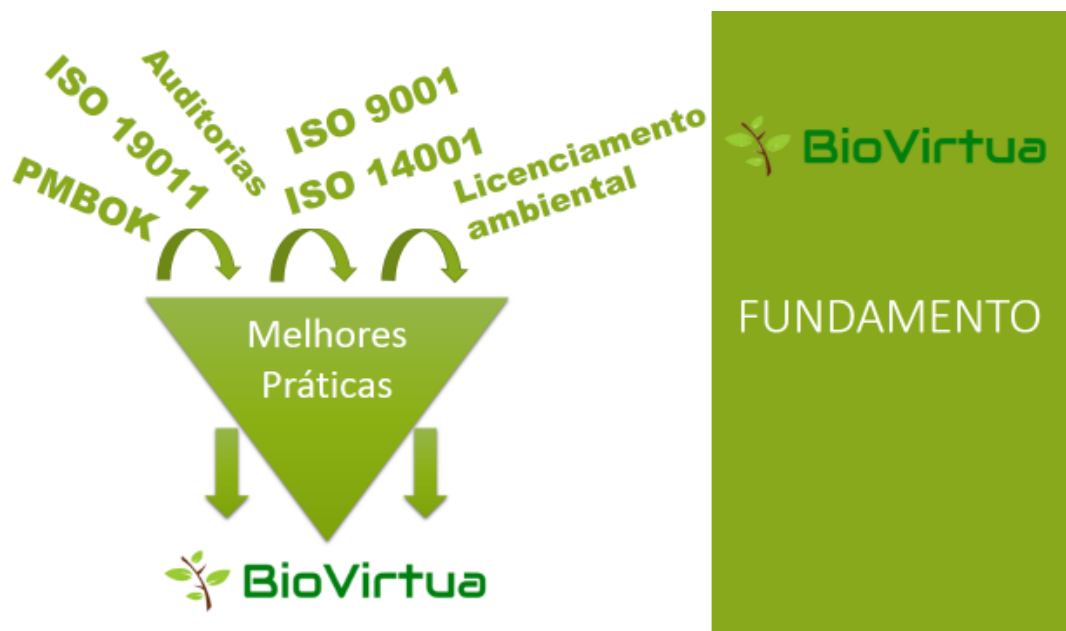 PMBOK
ISO 19011
Auditorias
ISO 9001
ISO 14001
Licenciamento
ambiental
Melhores
Práticas
BioVirtua
BioVirtua
FUNDAMENTO